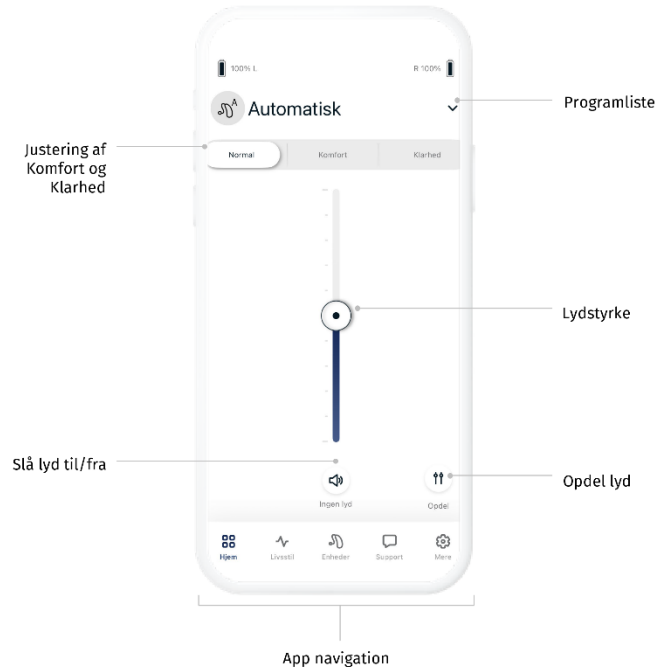 100% L
R 100%
Automatisk
Programliste
Justering af
Komfort og
Klarhed
Normal
Komfort
Klarhed
Lydstyrke
Slå lyd til/fra
Opdel lyd
Ingen lyd
Opdel
Hjem
Livsstil
Enheder
Support
Mere
App navigation